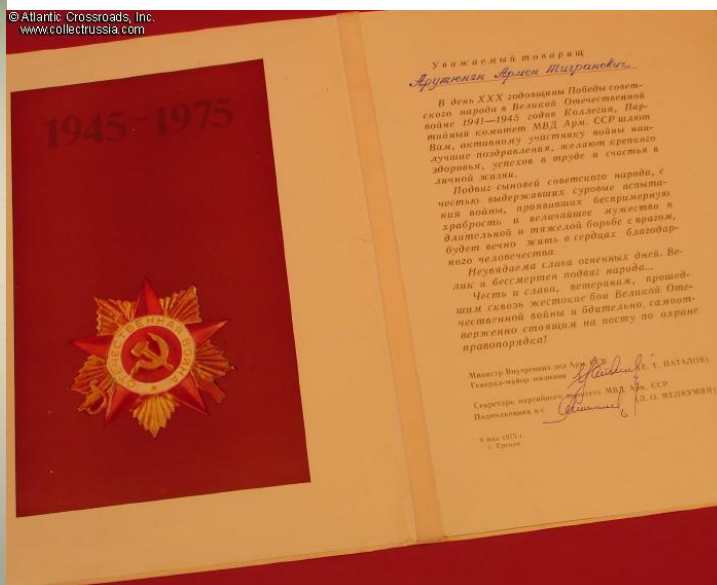 © Atlantic Crossroads, Inc.
www.collectrussia.com
1945-1975
ОТЕЧЕСТВЕННАЯ ВОЙНА
Уважаемый товарищ
Арутюнян Армен Тигранович
В день XXX годовщины Победы совет-
ского народа в Великой Отечественной
войне 1941—1945 годов Коллегия, Пар-
тийный комитет МВД Арм. ССР шлют
Вам, активному участнику войны наи-
лучшие поздравления, желают крепкого
здоровья, успехов в труде и счастья в
личной жизни.
Подвиг сыновей советского народа, с
честью выдержавших суровые испыта-
ния войны, проявивших беспримерную
храбрость и величайшее мужество в
длительной и тяжелой борьбе с врагом,
будет вечно жить в сердцах благодар-
ного человечества.
Неувядаема слава огненных дней. Ве-
лик и бессмертен подвиг народа...
Честь и слава, ветеранам, прошед-
шим сквозь жестокие бои Великой Оте-
чественной войны и бдительно, самоот-
верженно стоящим на посту по охране
правопорядка!
Министр Внутренних дел Арм. ССР
Генерал-майор милиции Т. ПАТАЛОВ)
Секретарь партийного комитета МВД Арм. ССР
Подполковник в/с (Л. О. МЕЛКУМЯН)
9 мая 1975 г.
г. Ереван